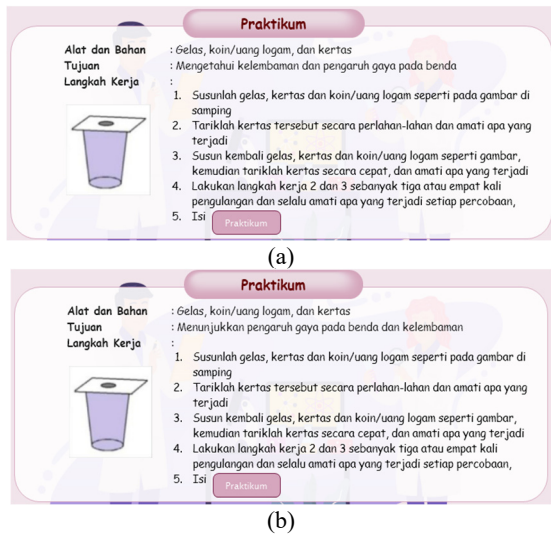 Praktikum
Alat dan Bahan : Gelas, koin/uang logam, dan kertas
Tujuan : Mengetahui kelembaman dan pengaruh gaya pada benda
Langkah Kerja :
1. Susunlah gelas, kertas dan koin/uang logam seperti pada gambar di
samping
2. Tariklah kertas tersebut secara perlahan-lahan dan amati apa yang
terjadi
3. Susun kembali gelas, kertas dan koin/uang logam seperti gambar,
kemudian tariklah kertas secara cepat, dan amati apa yang terjadi
4. Lakukan langkah kerja 2 dan 3 sebanyak tiga atau empat kali
pengulangan dan selalu amati apa yang terjadi setiap percobaan,
5. Isi Praktikum
(a)
Praktikum
Alat dan Bahan : Gelas, koin/uang logam, dan kertas
Tujuan : Menunjukkan pengaruh gaya pada benda dan kelembaman
Langkah Kerja :
1. Susunlah gelas, kertas dan koin/uang logam seperti pada gambar di
samping
2. Tariklah kertas tersebut secara perlahan-lahan dan amati apa yang
terjadi
3. Susun kembali gelas, kertas dan koin/uang logam seperti gambar,
kemudian tariklah kertas secara cepat, dan amati apa yang terjadi
4. Lakukan langkah kerja 2 dan 3 sebanyak tiga atau empat kali
pengulangan dan selalu amati apa yang terjadi setiap percobaan,
5. Isi Praktikum
(b)